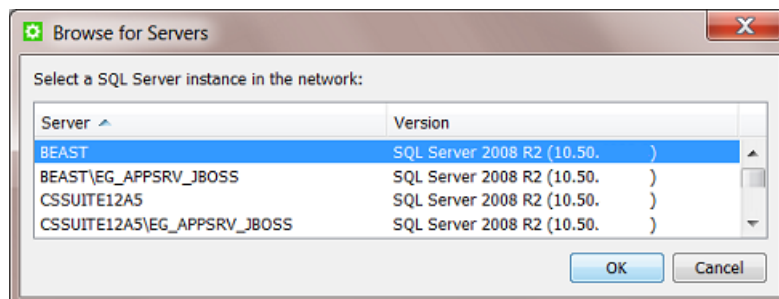 Browse for Servers
Select a SQL Server instance in the network:
Server Version
BEAST SQL Server 2008 R2 (10.50. )
BEAST\EG_APPSRV_JBOSS SQL Server 2008 R2 (10.50. )
CSSUITE12A5 SQL Server 2008 R2 (10.50. )
CSSUITE12A5\EG_APPSRV_JBOSS SQL Server 2008 R2 (10.50. )
OK Cancel